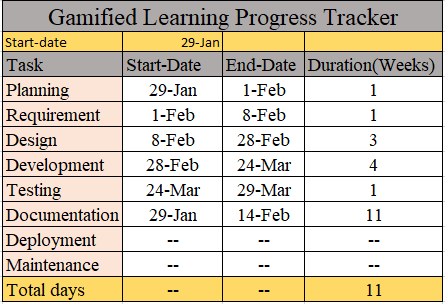 Gamified Learning Progress Tracker
Start-date 29-Jan
Task Start-Date End-Date Duration(Weeks)
Planning 29-Jan 1-Feb 1
Requirement 1-Feb 8-Feb 1
Design 8-Feb 28-Feb 3
Development 28-Feb 24-Mar 4
Testing 24-Mar 29-Mar 1
Documentation 29-Jan 14-Feb 11
Deployment -- -- --
Maintenance -- -- --
Total days -- -- 11